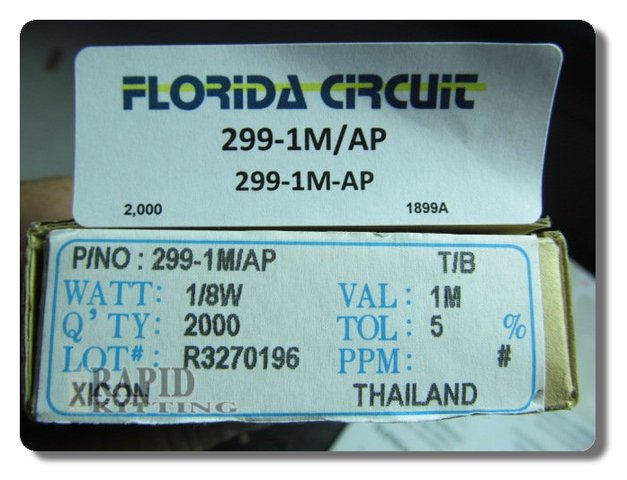 FLORIDA CIRCUIT
299-1M/AP
299-1M-AP
2,000 1899A
P/NO : 299-1M/AP T/B
WATT: 1/8W VAL: 1M
Q'TY: 2000 TOL: 5 %
LOT#: R3270196 PPM: #
RAPID
XICON THAILAND
KITTING